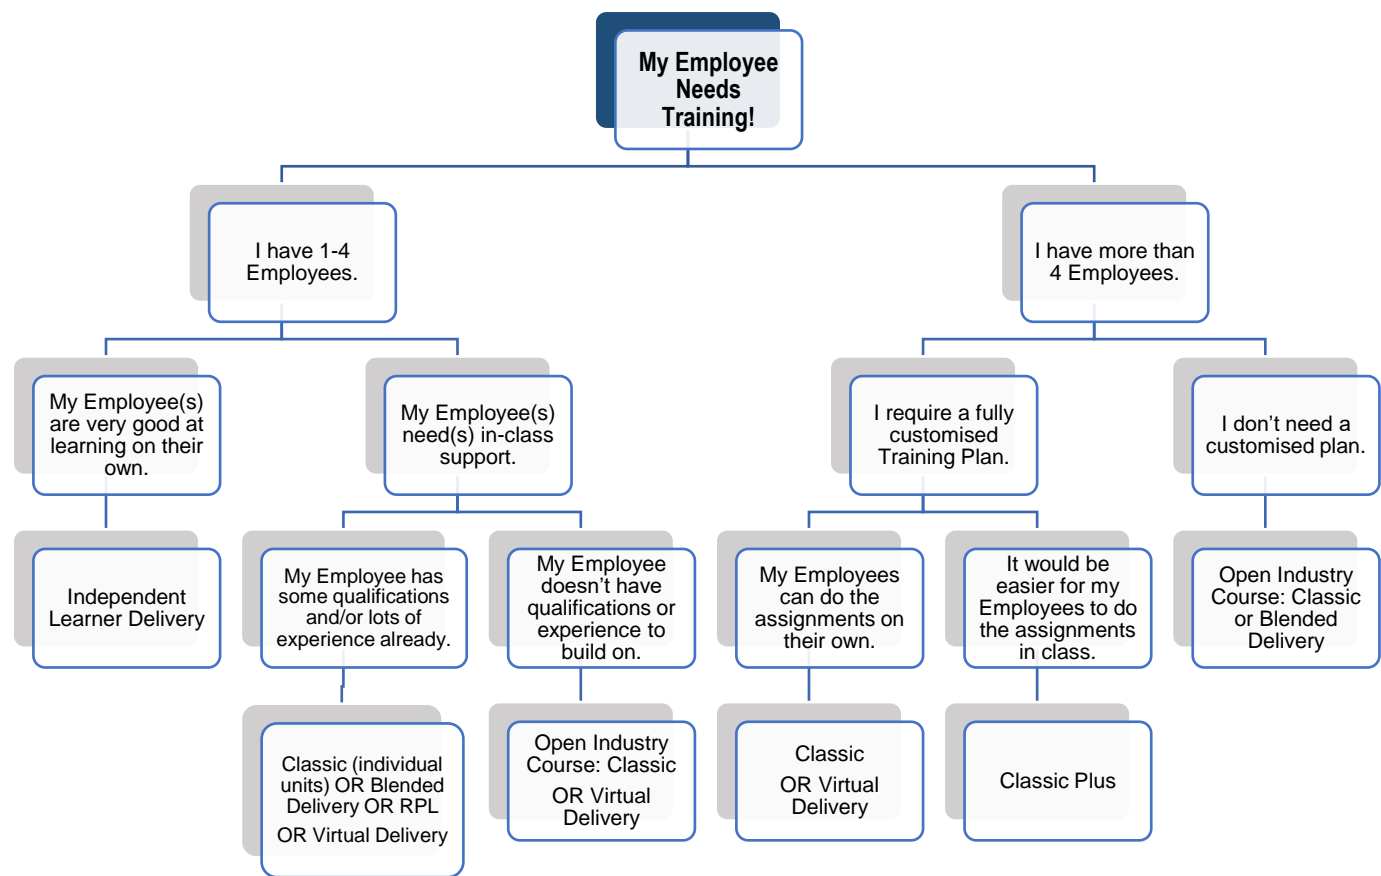 My Employee
Needs
Training!
I have 1-4
Employees.
I have more than
4 Employees.
My Employee(s)
are very good at
learning on their
own.
My Employee(s)
need(s) in-class
support.
I require a fully
customised
Training Plan.
I don’t need a
customised plan.
Independent
Learner Delivery
My Employee has
some qualifications
and/or lots of
experience already.
My Employee
doesn’t have
qualifications or
experience to
build on.
My Employees
can do the
assignments on
their own.
It would be
easier for my
Employees to do
the assignments
in class.
Open Industry
Course: Classic
or Blended
Delivery
Classic (individual
units) OR Blended
Delivery OR RPL
OR Virtual Delivery
Open Industry
Course: Classic
OR Virtual
Delivery
Classic
OR Virtual
Delivery
Classic Plus